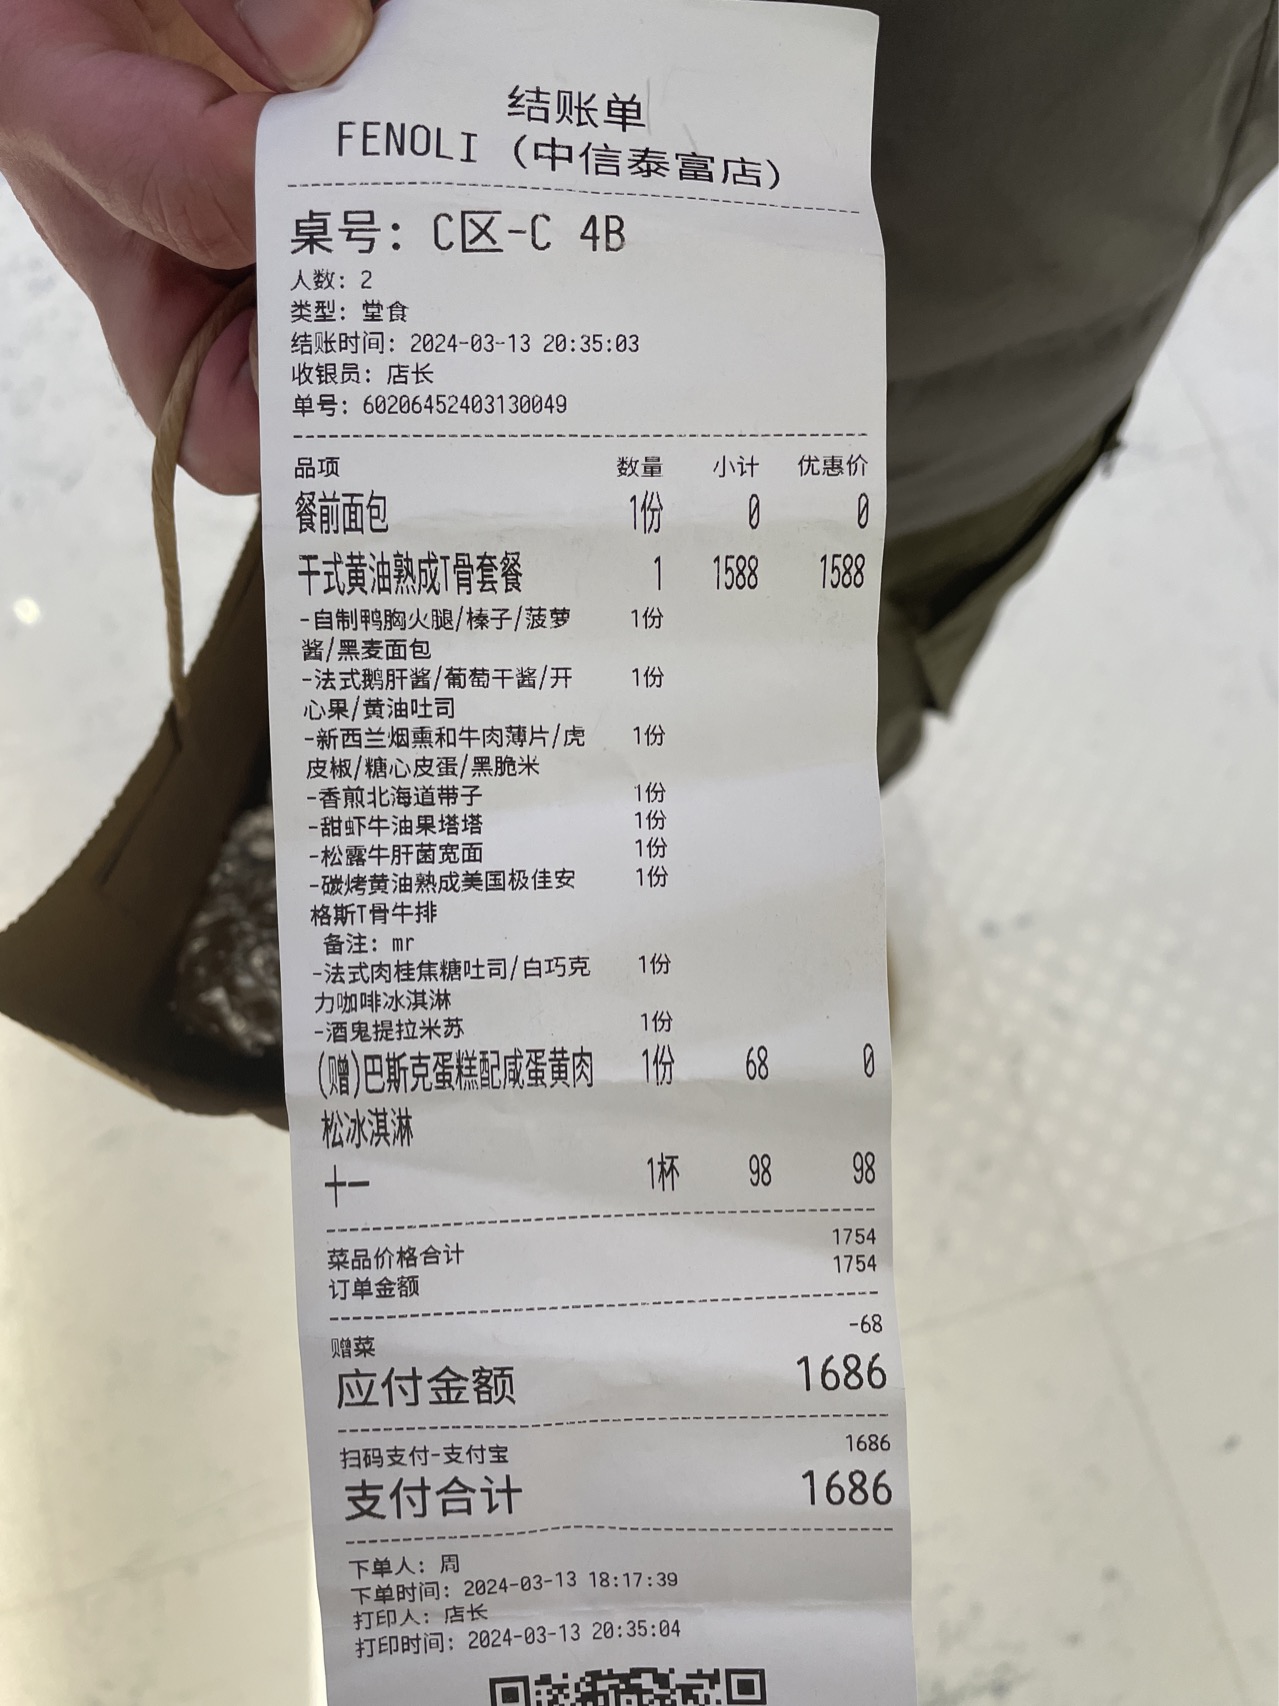 结账单
FENOLI（中信泰富店）
桌号：C区-C 4B
人数：2
类型：堂食
结账时间：2024-03-13 20:35:03
收银员：店长
单号：602064524031300​49
品项 数量 小计 优惠价
餐前面包 1份 0 0
干式黄油熟成T骨套餐 1 1588 1588
-自制鸭胸火腿/榛子/菠萝 1份
酱/黑麦面包
-法式鹅肝酱/葡萄干酱/开 1份
心果/黄油吐司
-新西兰烟熏和牛肉薄片/虎 1份
皮椒/糖心皮蛋/黑脆米
-香煎北海道带子 1份
-甜虾牛油果塔塔 1份
-松露牛肝菌宽面 1份
-碳烤黄油熟成美国极佳安 1份
格斯T骨牛排
备注：mr
-法式肉桂焦糖吐司/白巧克 1份
力咖啡冰淇淋
-酒鬼提拉米苏 1份
(赠)巴斯克蛋糕配咸蛋黄肉 1份 68 0
松冰淇淋
十一 1杯 98 98
菜品价格合计 1754
订单金额 1754
赠菜 -68
应付金额 1686
扫码支付-支付宝 1686
支付合计 1686
下单人：周
下单时间：2024-03-13 18:17:39
打印人：店长
打印时间：2024-03-13 20:35:04